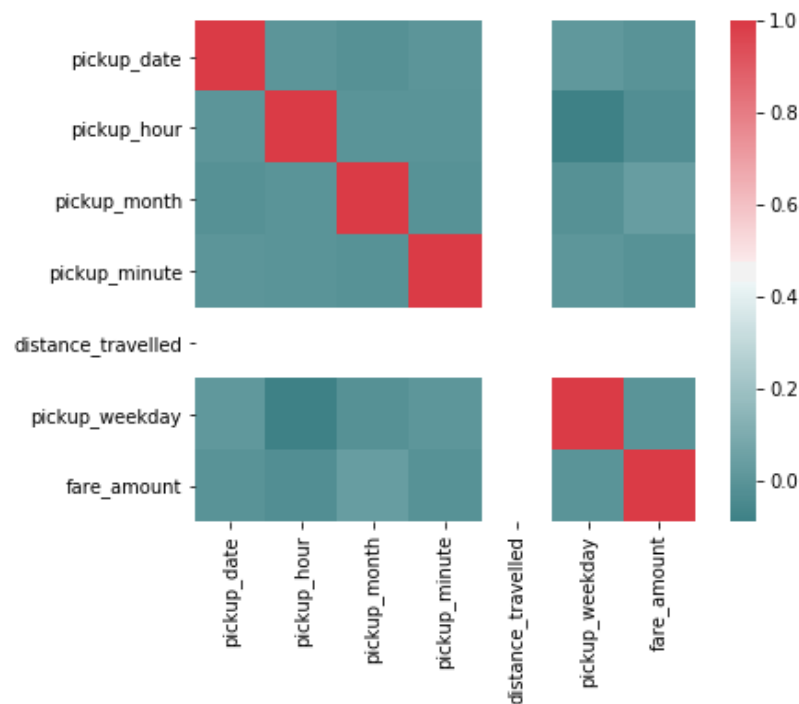 pickup_date
pickup_hour
pickup_month
pickup_minute
distance_travelled
pickup_weekday
fare_amount
pickup_date
pickup_hour
pickup_month
pickup_minute
distance_travelled
pickup_weekday
fare_amount
1.0
0.8
0.6
0.4
0.2
0.0